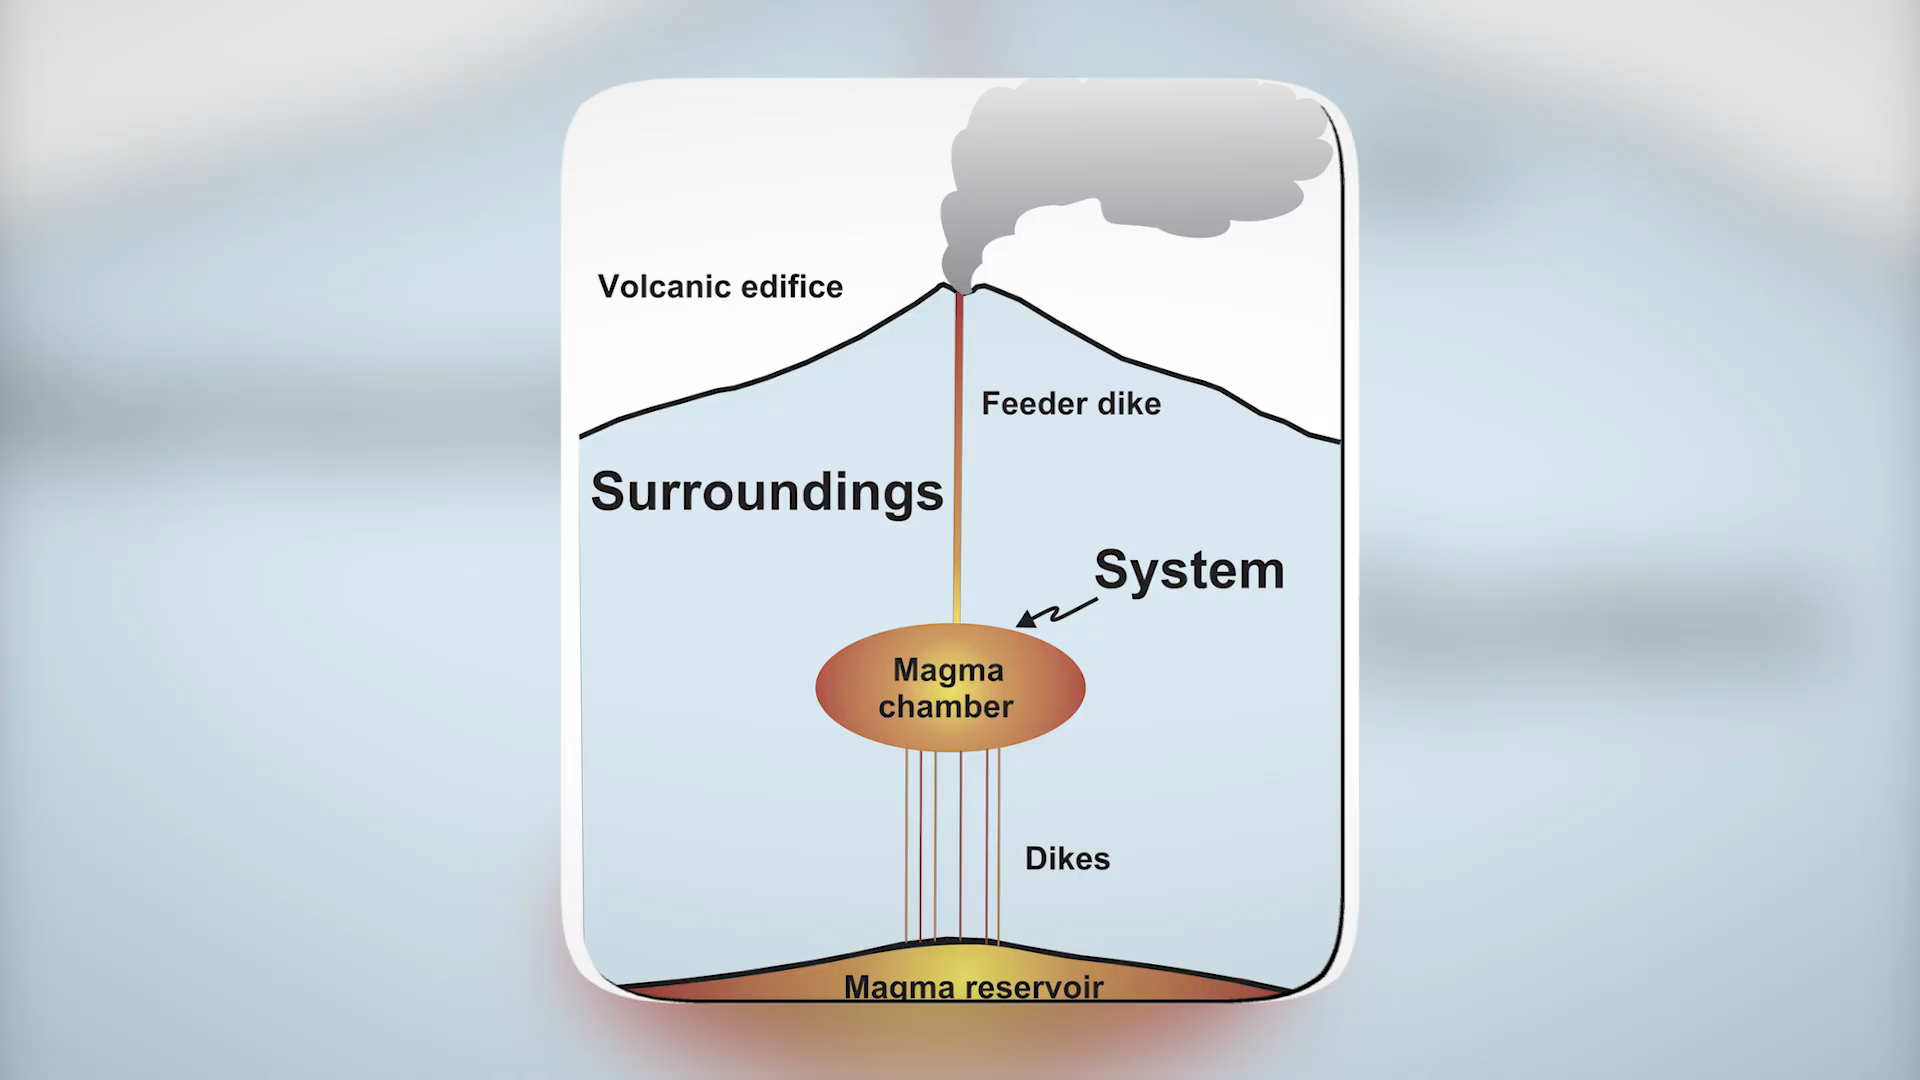 Volcanic edifice
Feeder dike
Surroundings
System
Magma
chamber
Dikes
Magma reservoir